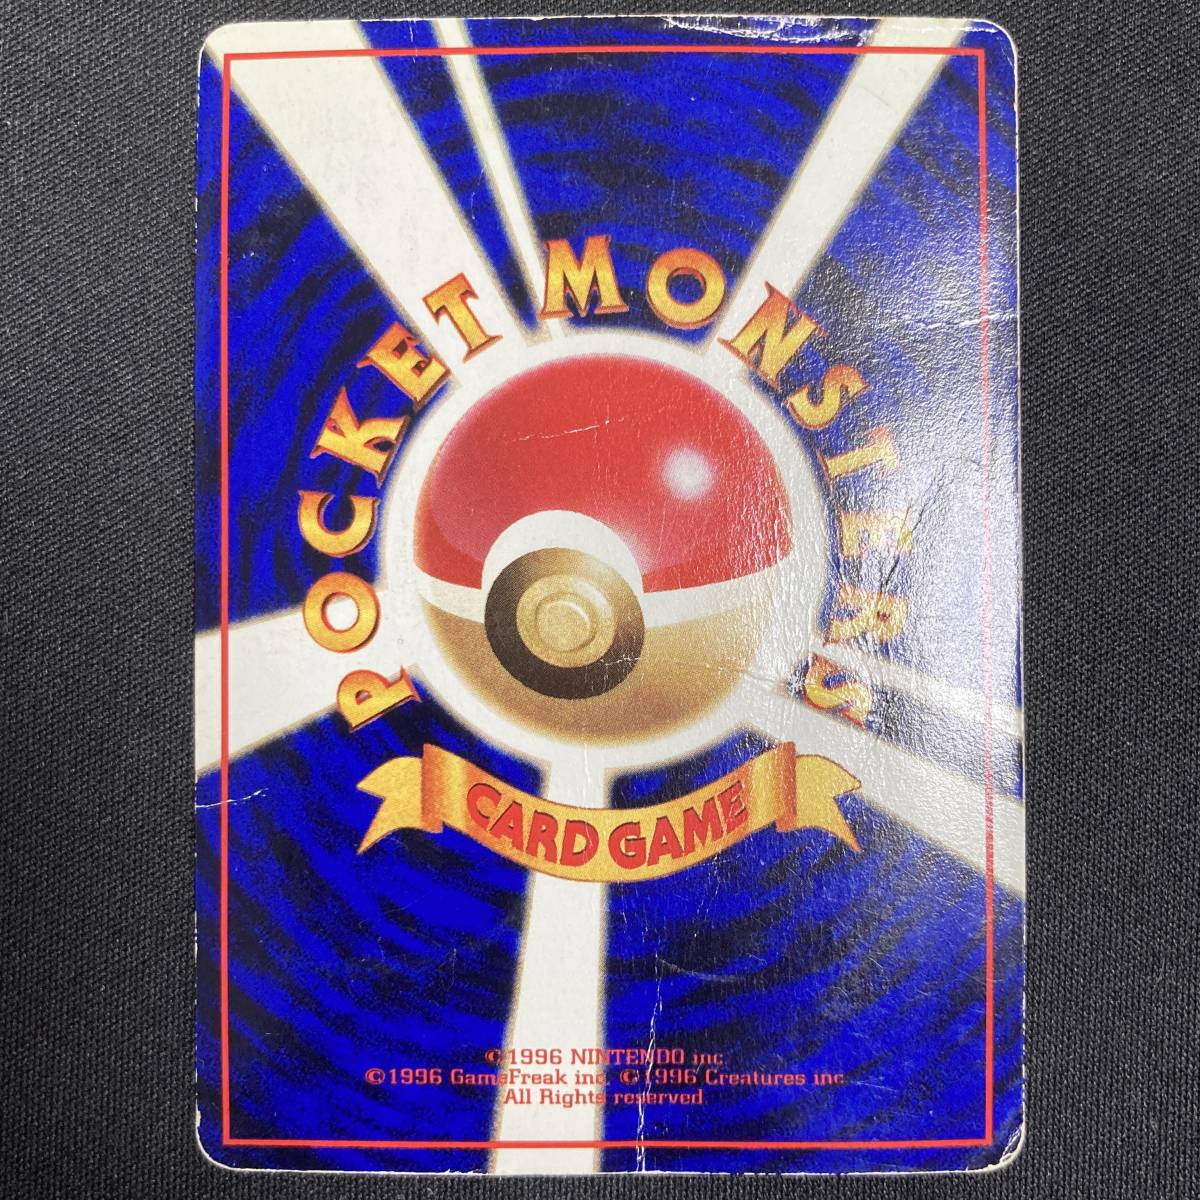 POCKET MONSTERS
CARD GAME
©1996 NINTENDO inc.
©1996 GameFreak inc. ©1996 Creatures inc.
All Rights reserved